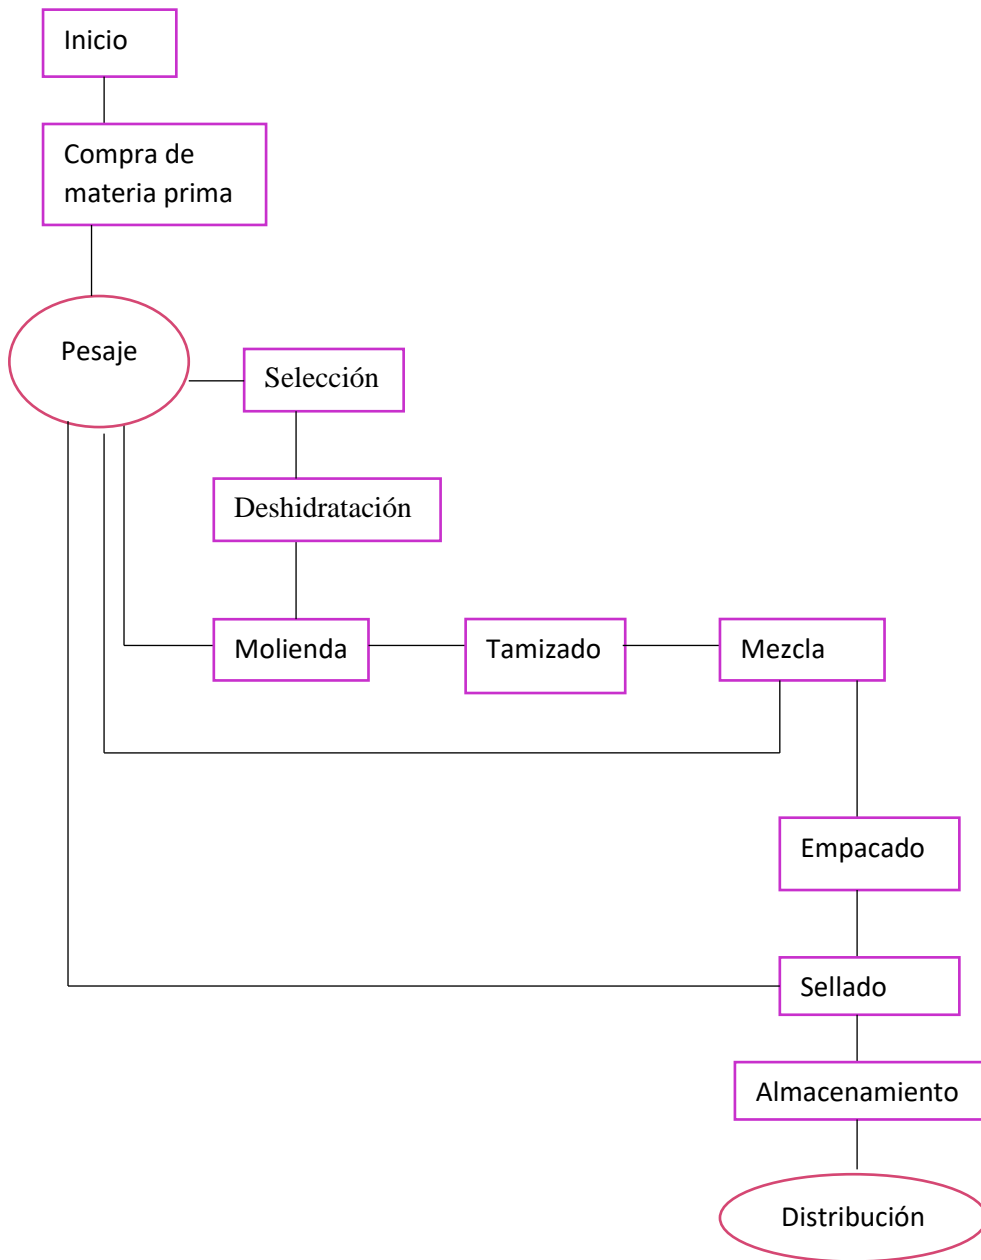 Inicio
Compra de
materia prima
Pesaje
Selección
Deshidratación
Molienda
Tamizado
Mezcla
Empacado
Sellado
Almacenamiento
Distribución